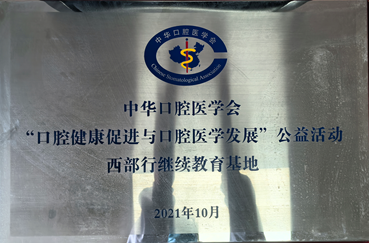 中华口腔医学会
Chinese Stomatological Association
中华口腔医学会
“口腔健康促进与口腔医学发展”公益活动
西部行继续教育基地
2021年10月